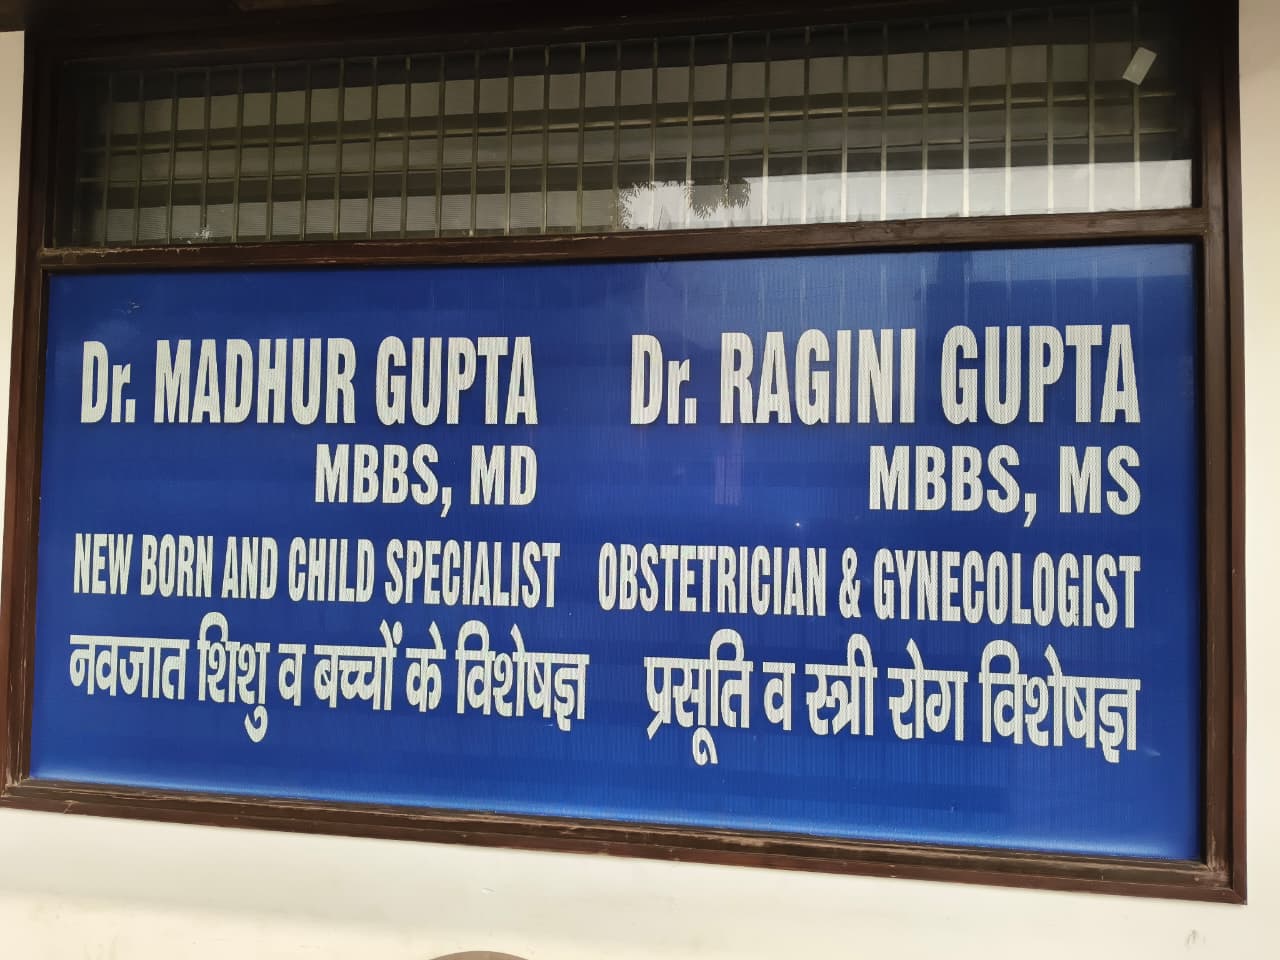 Dr. MADHUR GUPTA
MBBS, MD
NEW BORN AND CHILD SPECIALIST
नवजात शिशु व बच्चों के विशेषज्ञ
Dr. RAGINI GUPTA
MBBS, MS
OBSTETRICIAN & GYNECOLOGIST
प्रसूति व स्त्री रोग विशेषज्ञ